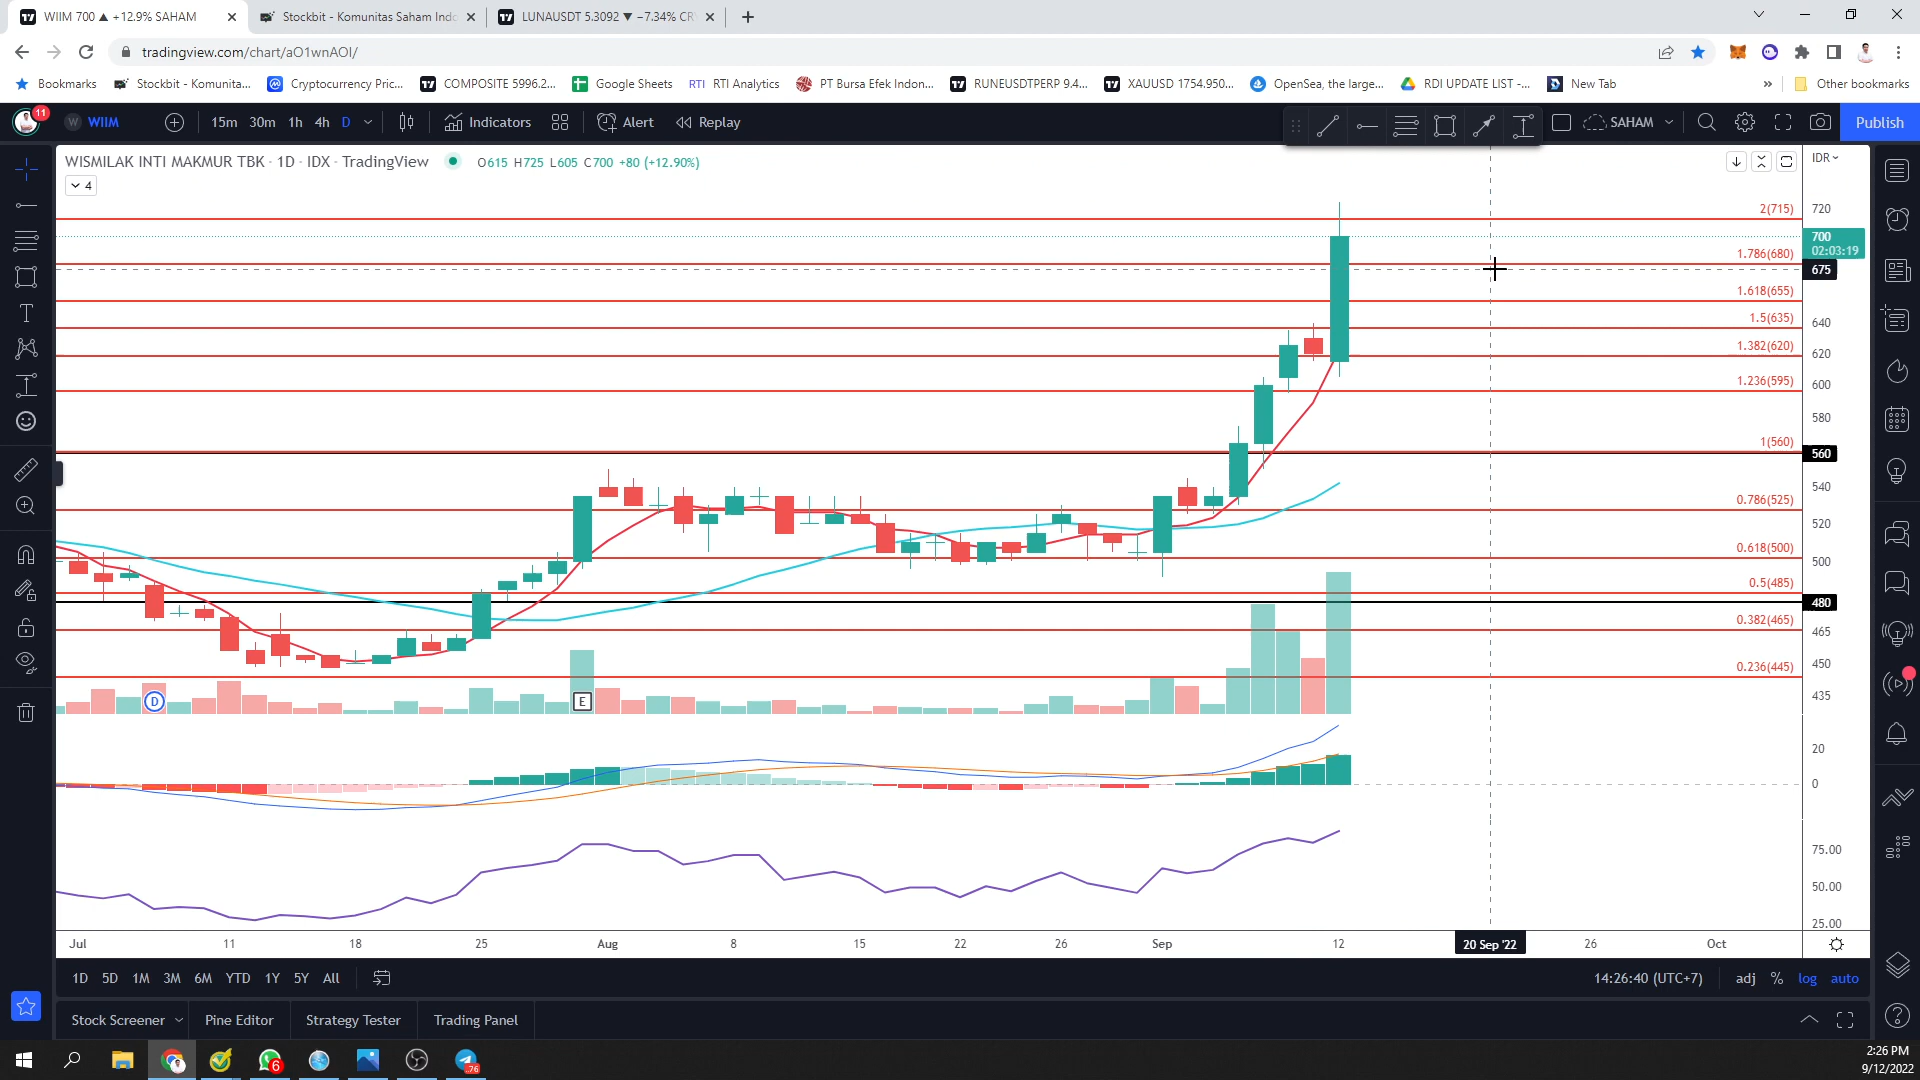 WIIM 700 ▲ +12.9% SAHAM
Stockbit - Komunitas Saham Indo
LUNAUSDT 5.3092 ▼ −7.34% CR
tradingview.com/chart/aO1wnAOI/
Bookmarks
Stockbit - Komunita...
Cryptocurrency Pric...
COMPOSITE 5996.2...
Google Sheets
RTI RTI Analytics
PT Bursa Efek Indon...
RUNEUSDTPERP 9.4...
XAUUSD 1754.950...
OpenSea, the large...
RDI UPDATE LIST -...
New Tab
»
Other bookmarks
11
W WIIM
15m 30m 1h 4h D
Indicators
Alert
Replay
SAHAM
Publish
WISMILAK INTI MAKMUR TBK · 1D · IDX · TradingView
O615 H725 L605 C700 +80 (+12.90%)
IDR
4
2(715)
720
700
02:03:19
1.786(680)
675
1.618(655)
1.5(635)
640
1.382(620)
620
1.236(595)
600
580
1(560)
560
540
0.786(525)
520
0.618(500)
500
0.5(485)
480
0.382(465)
465
450
0.236(445)
435
D
E
20
0
75.00
50.00
25.00
Jul 11 18 25 Aug 8 15 22 26 Sep 12 20 Sep '22 26 Oct
1D 5D 1M 3M 6M YTD 1Y 5Y All
14:26:40 (UTC+7)
adj % log auto
Stock Screener
Pine Editor
Strategy Tester
Trading Panel
6
.76
2:26 PM
9/12/2022